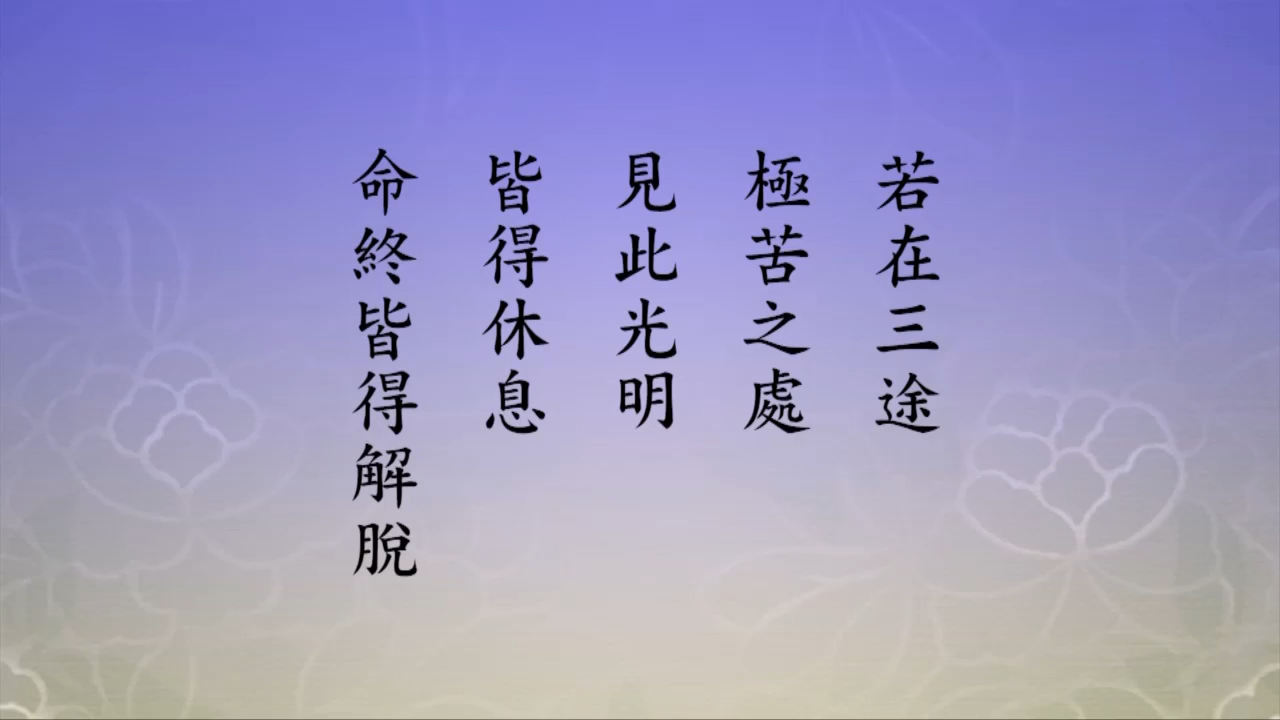 若在三途
極苦之處
見此光明
皆得休息
命終皆得解脫